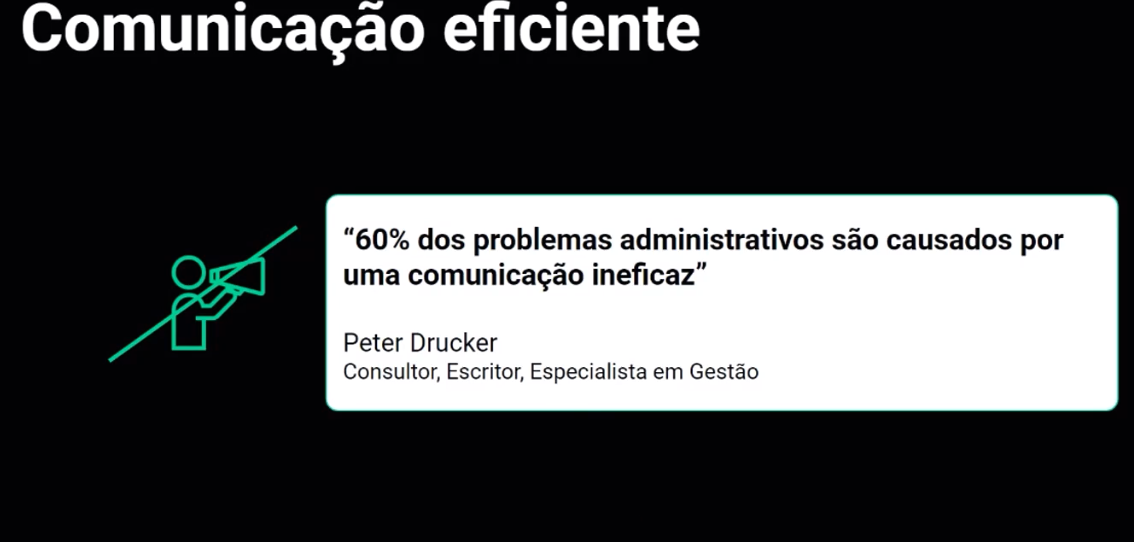 Comunicação eficiente
“60% dos problemas administrativos são causados por
uma comunicação ineficaz”
Peter Drucker
Consultor, Escritor, Especialista em Gestão